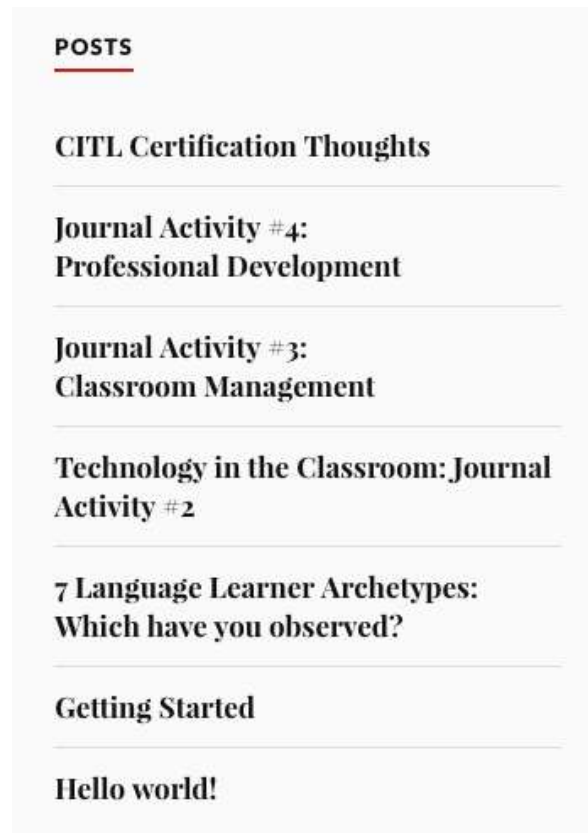 POSTS
CITL Certification Thoughts
Journal Activity #4:
Professional Development
Journal Activity #3:
Classroom Management
Technology in the Classroom: Journal
Activity #2
7 Language Learner Archetypes:
Which have you observed?
Getting Started
Hello world!